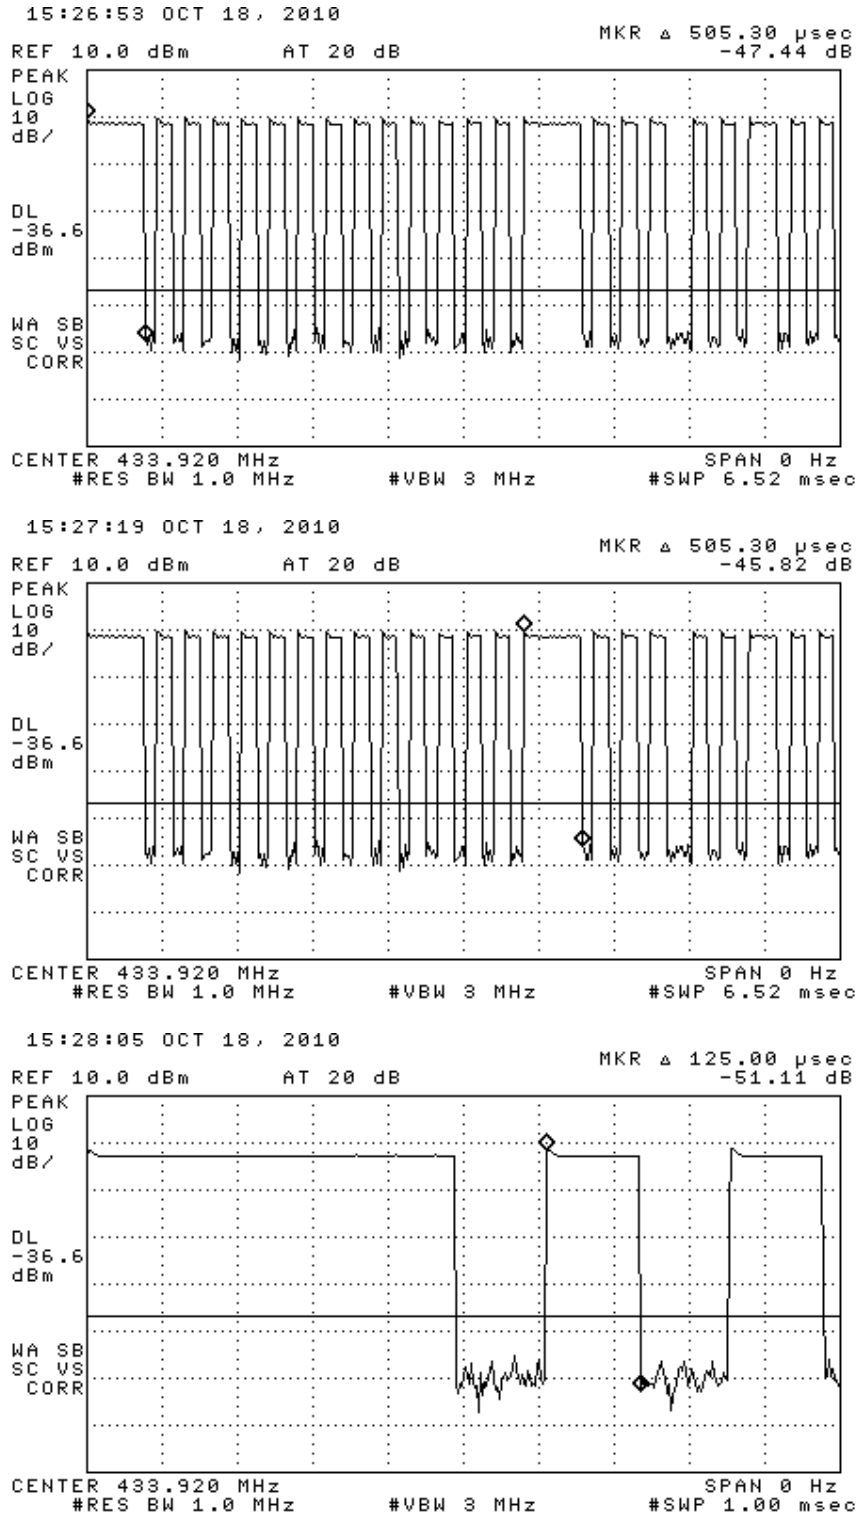 15:26:53 OCT 18, 2010
MKR Δ 505.30 µsec
REF 10.0 dBm AT 20 dB -47.44 dB
PEAK
LOG
10
dB/
DL
-36.6
dBm
WA SB
SC VS
CORR
CENTER 433.920 MHz SPAN 0 Hz
#RES BW 1.0 MHz #VBW 3 MHz #SWP 6.52 msec
15:27:19 OCT 18, 2010
MKR Δ 505.30 µsec
REF 10.0 dBm AT 20 dB -45.82 dB
PEAK
LOG
10
dB/
DL
-36.6
dBm
WA SB
SC VS
CORR
CENTER 433.920 MHz SPAN 0 Hz
#RES BW 1.0 MHz #VBW 3 MHz #SWP 6.52 msec
15:28:05 OCT 18, 2010
MKR Δ 125.00 µsec
REF 10.0 dBm AT 20 dB -51.11 dB
PEAK
LOG
10
dB/
DL
-36.6
dBm
WA SB
SC VS
CORR
CENTER 433.920 MHz SPAN 0 Hz
#RES BW 1.0 MHz #VBW 3 MHz #SWP 1.00 msec